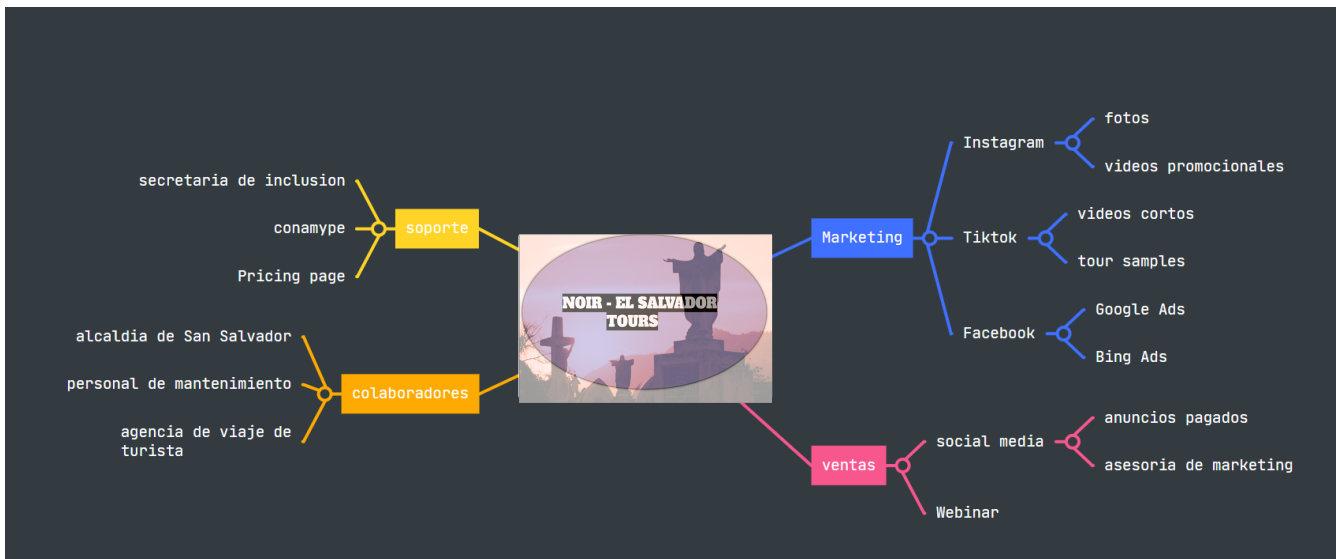 NOIR - EL SALVADOR
TOURS
soporte
secretaria de inclusion
conamype
Pricing page
colaboradores
alcaldia de San Salvador
personal de mantenimiento
agencia de viaje de
turista
Marketing
Instagram
fotos
videos promocionales
Tiktok
videos cortos
tour samples
Facebook
Google Ads
Bing Ads
ventas
social media
anuncios pagados
asesoria de marketing
Webinar